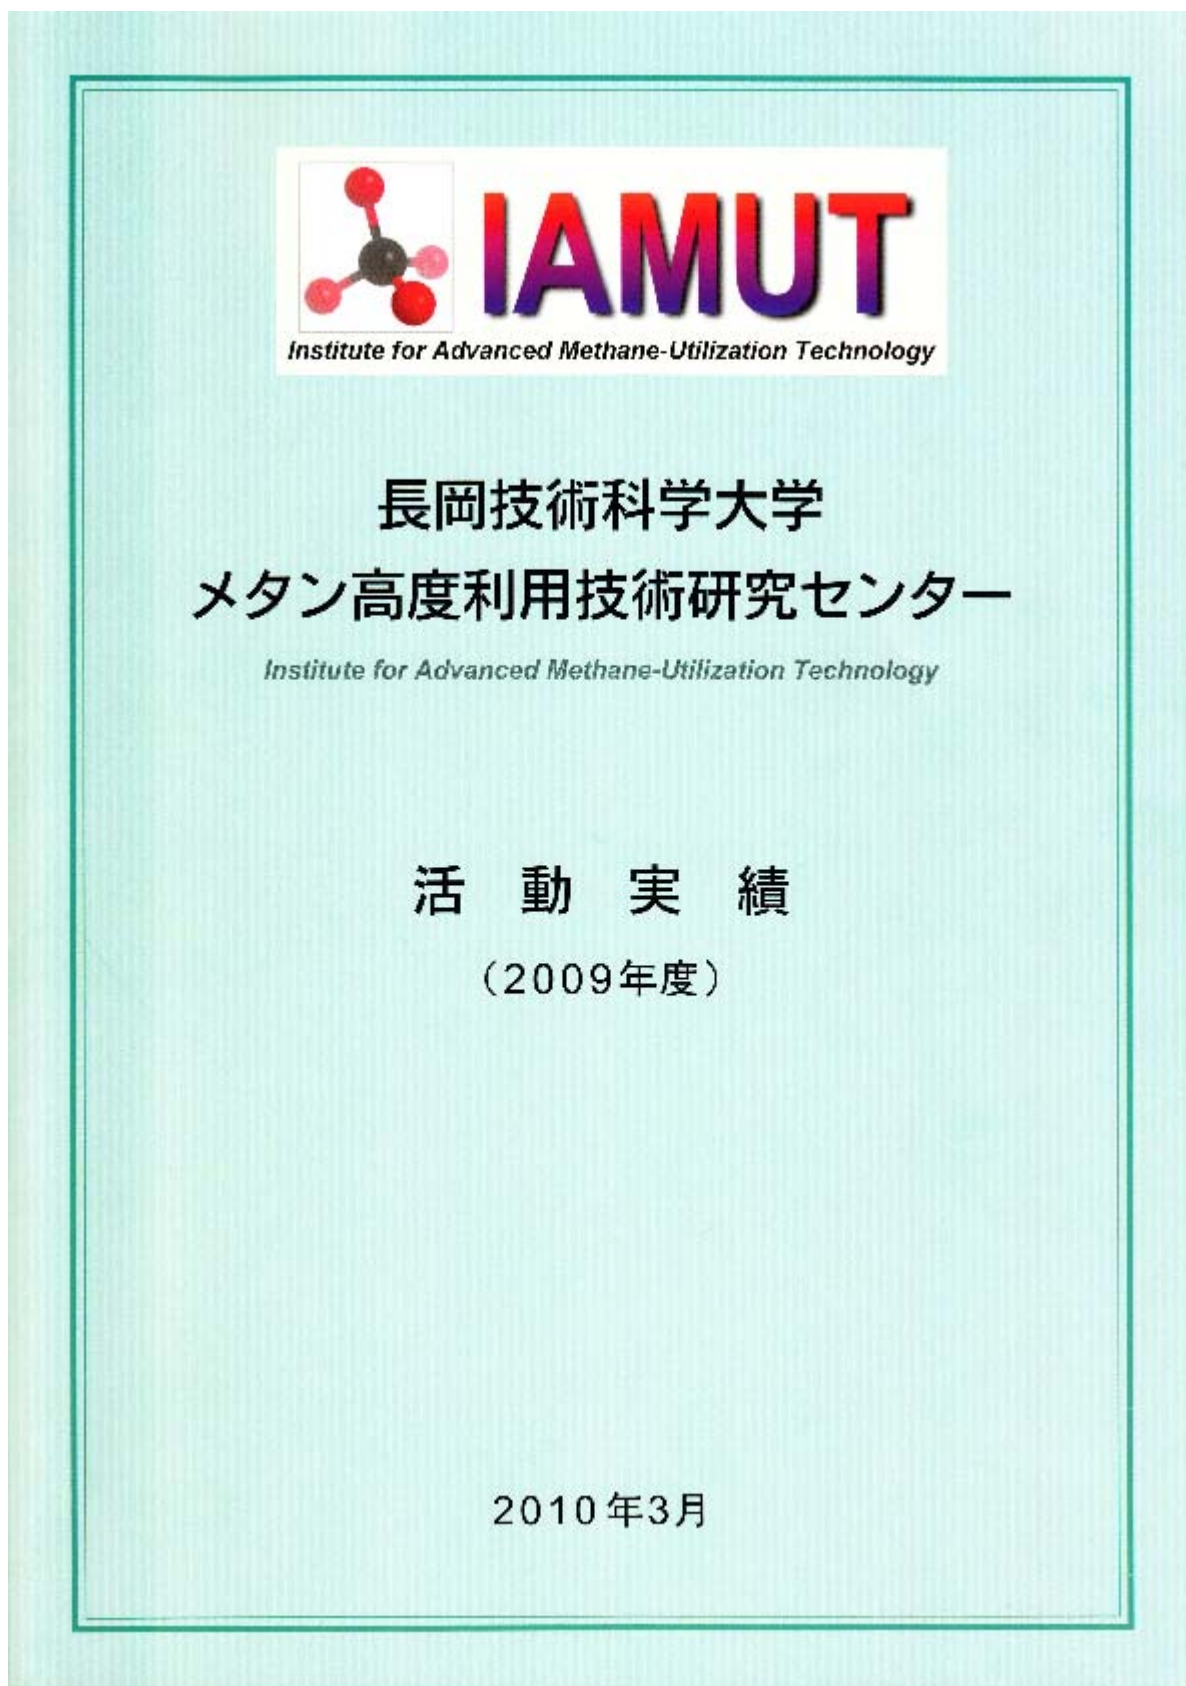 IAMUT
Institute for Advanced Methane-Utilization Technology
長岡技術科学大学
メタン高度利用技術研究センター
Institute for Advanced Methane-Utilization Technology
活 動 実 績
（2009年度）
2010年3月